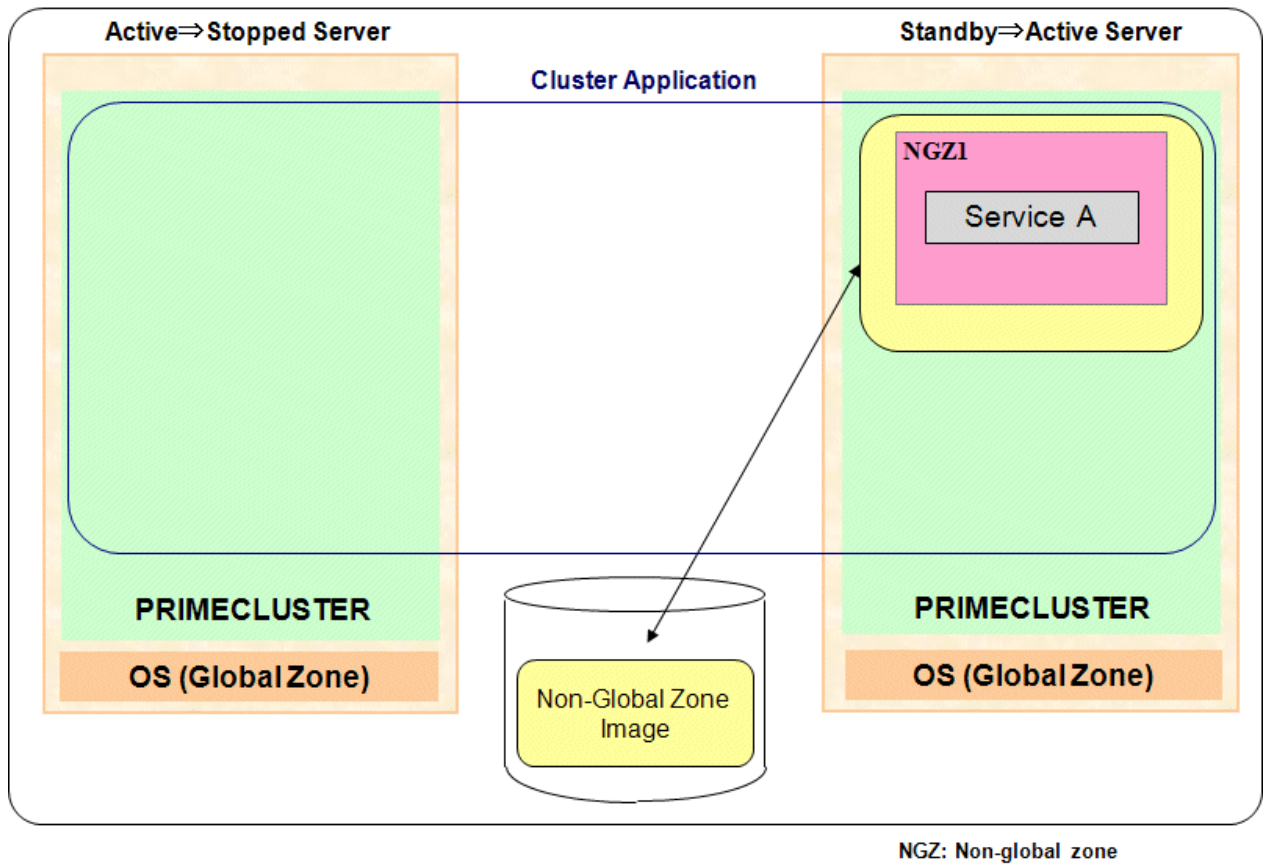 Active⇒Stopped Server
Standby⇒Active Server
Cluster Application
NGZ1
Service A
PRIMECLUSTER
PRIMECLUSTER
OS (Global Zone)
OS (Global Zone)
Non-Global Zone
Image
NGZ: Non-global zone